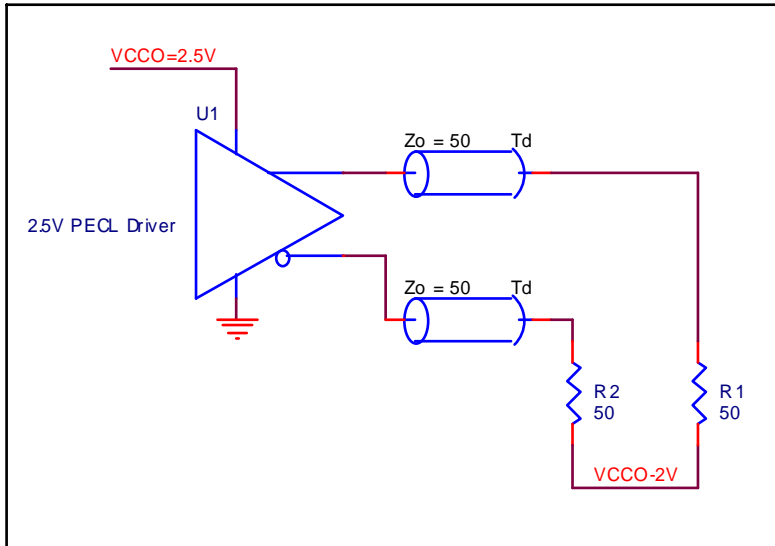 VCCO=2.5V
U1
Zo = 50 Td
2.5V PECL Driver
Zo = 50 Td
R2
50
R1
50
VCCO-2V